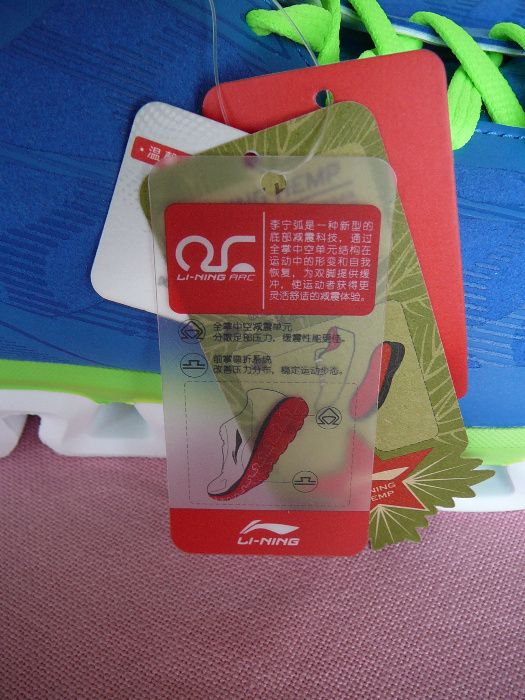 温
HEMP
LI-NING ARC
李宁弧是一种新型的
底部减震科技，通过
全掌中空单元结构在
运动中的形变和自我
恢复，为双脚提供缓
冲，使运动者获得更
灵活舒适的减震体验。
全掌中空减震单元
分散足部压力，缓震性能更佳。
前掌弯折系统
改善压力分布，稳定运动步态。
NING
EMP
LI-NING